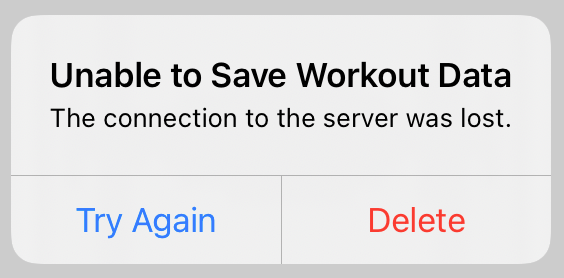 Unable to Save Workout Data
The connection to the server was lost.
Try Again
Delete